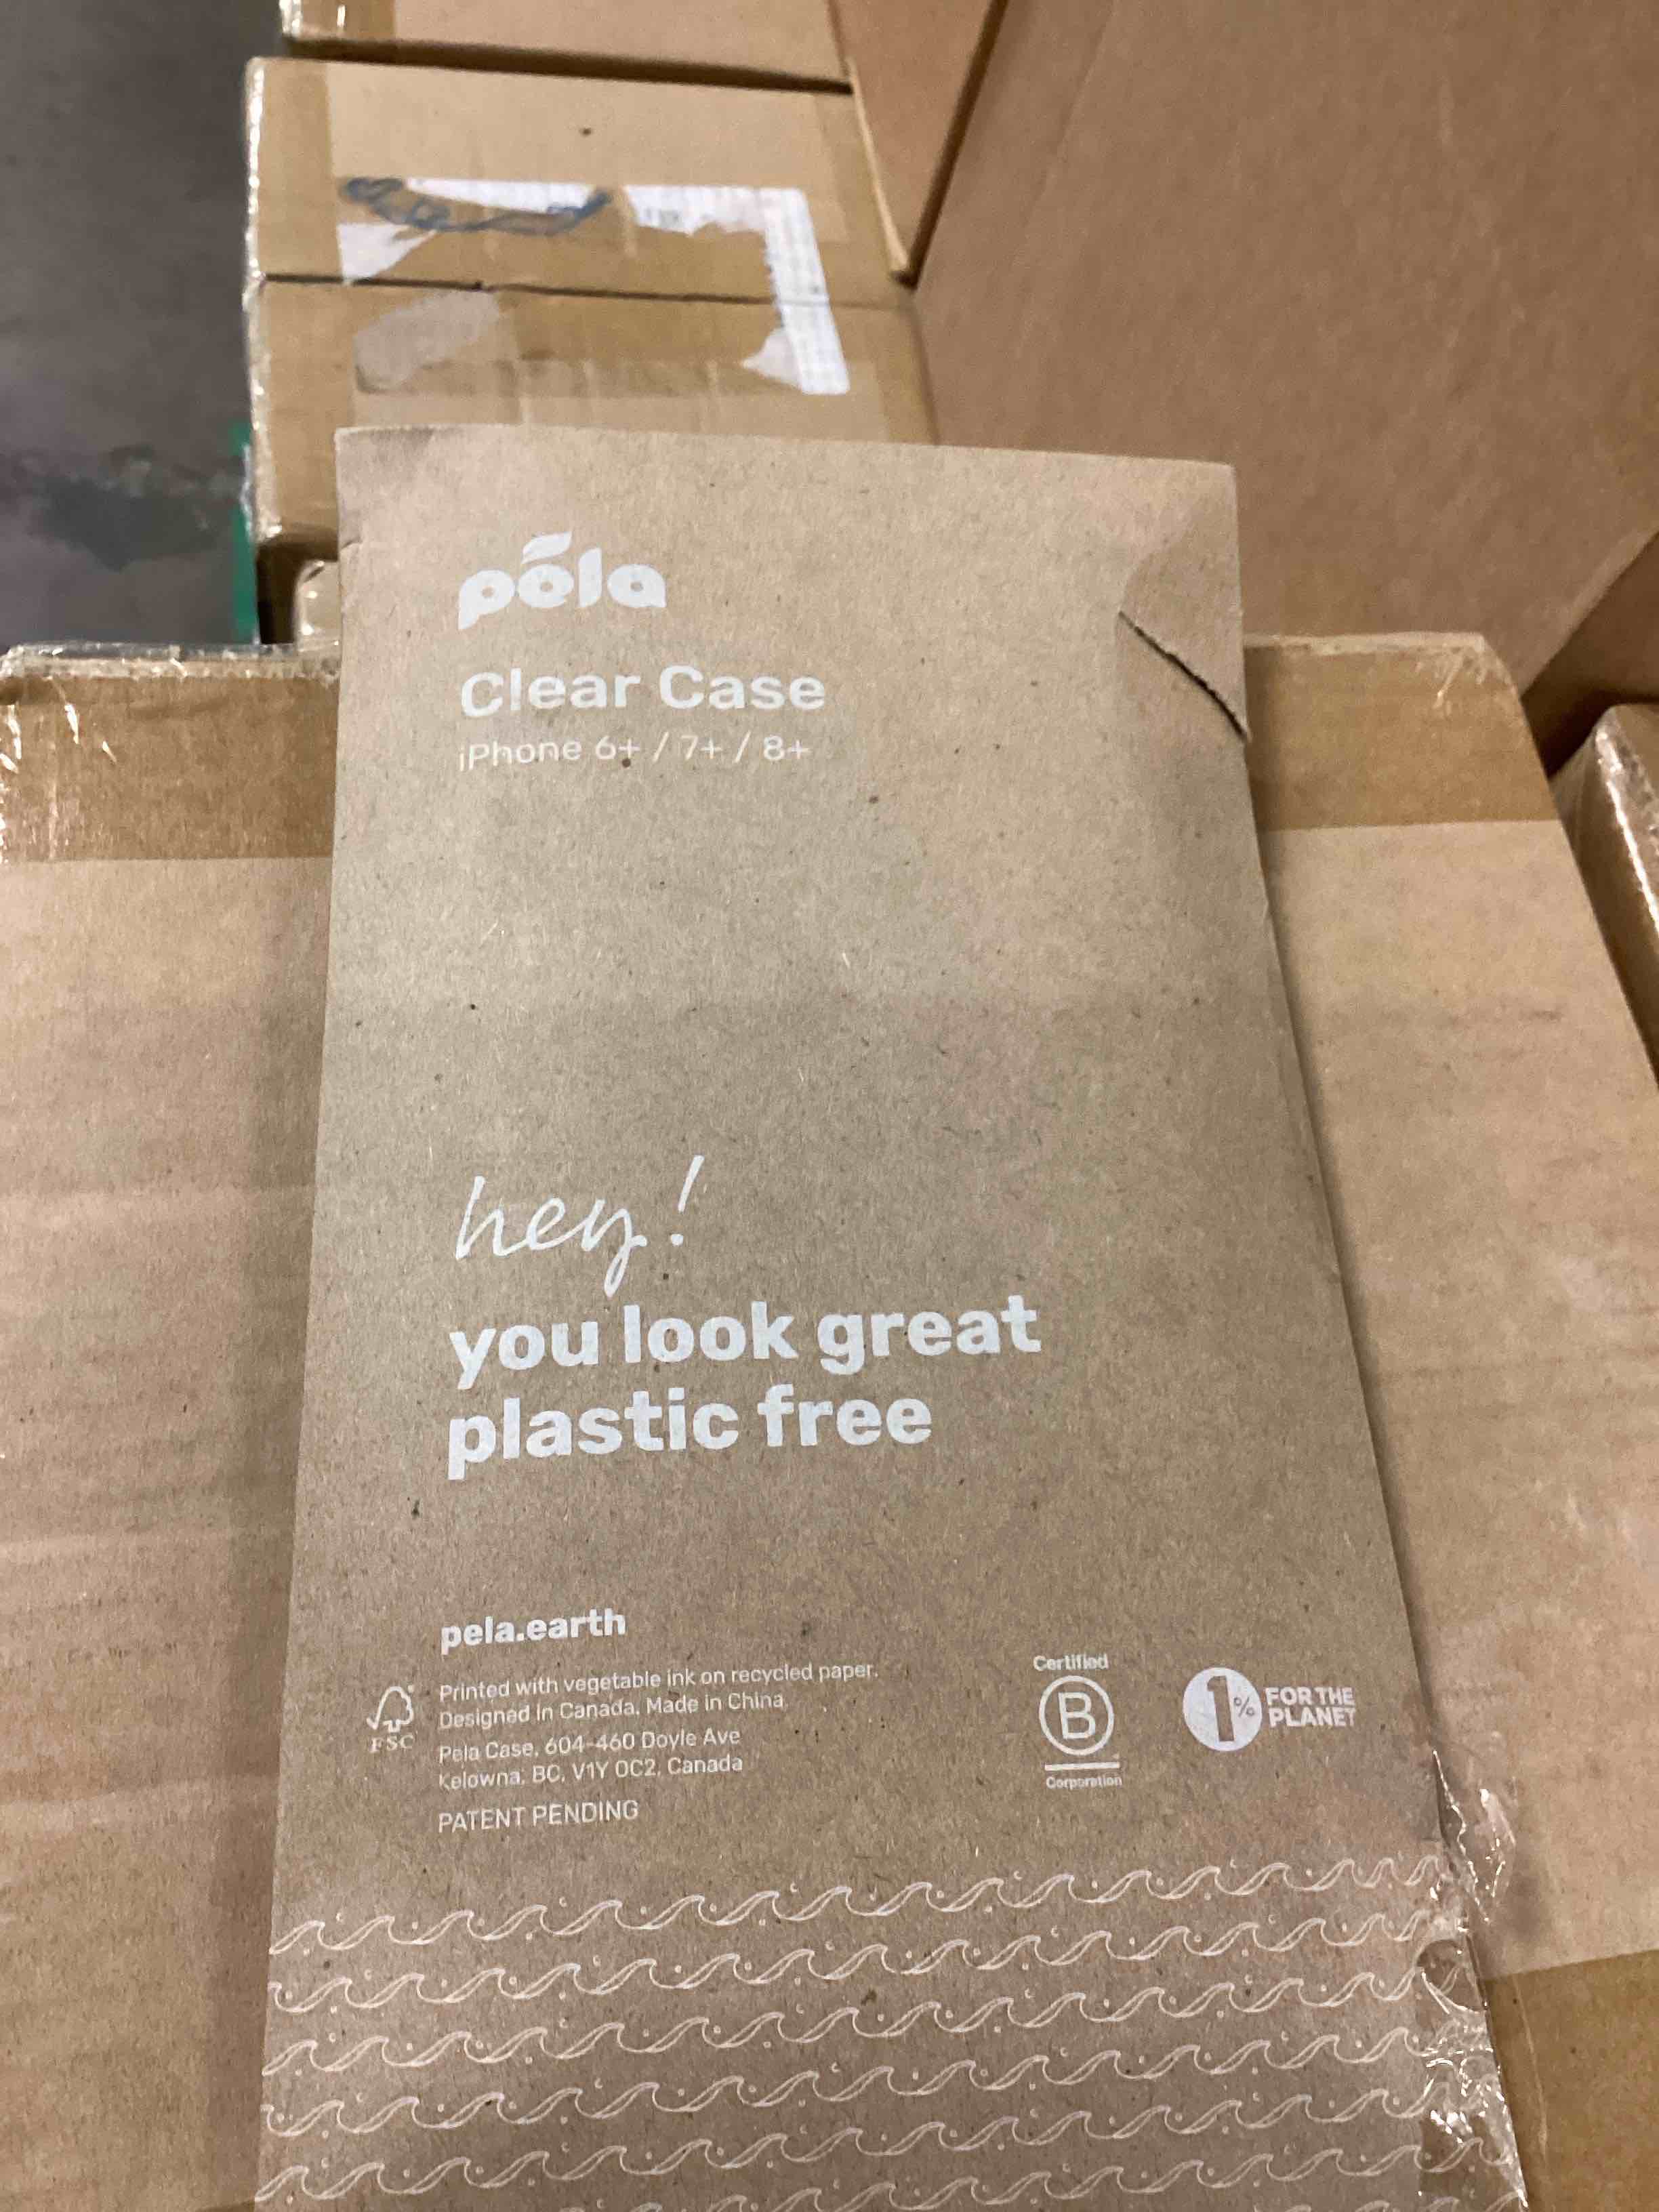 pela
Clear Case
iPhone 6+ / 7+ / 8+
hey!
you look great
plastic free
pela.earth
Printed with vegetable ink on recycled paper.
Designed in Canada. Made in China.
FSC
Pela Case, 604-460 Doyle Ave
Kelowna, BC, V1Y 0C2, Canada
PATENT PENDING
Certified
B
Corporation
1% FOR THE
PLANET